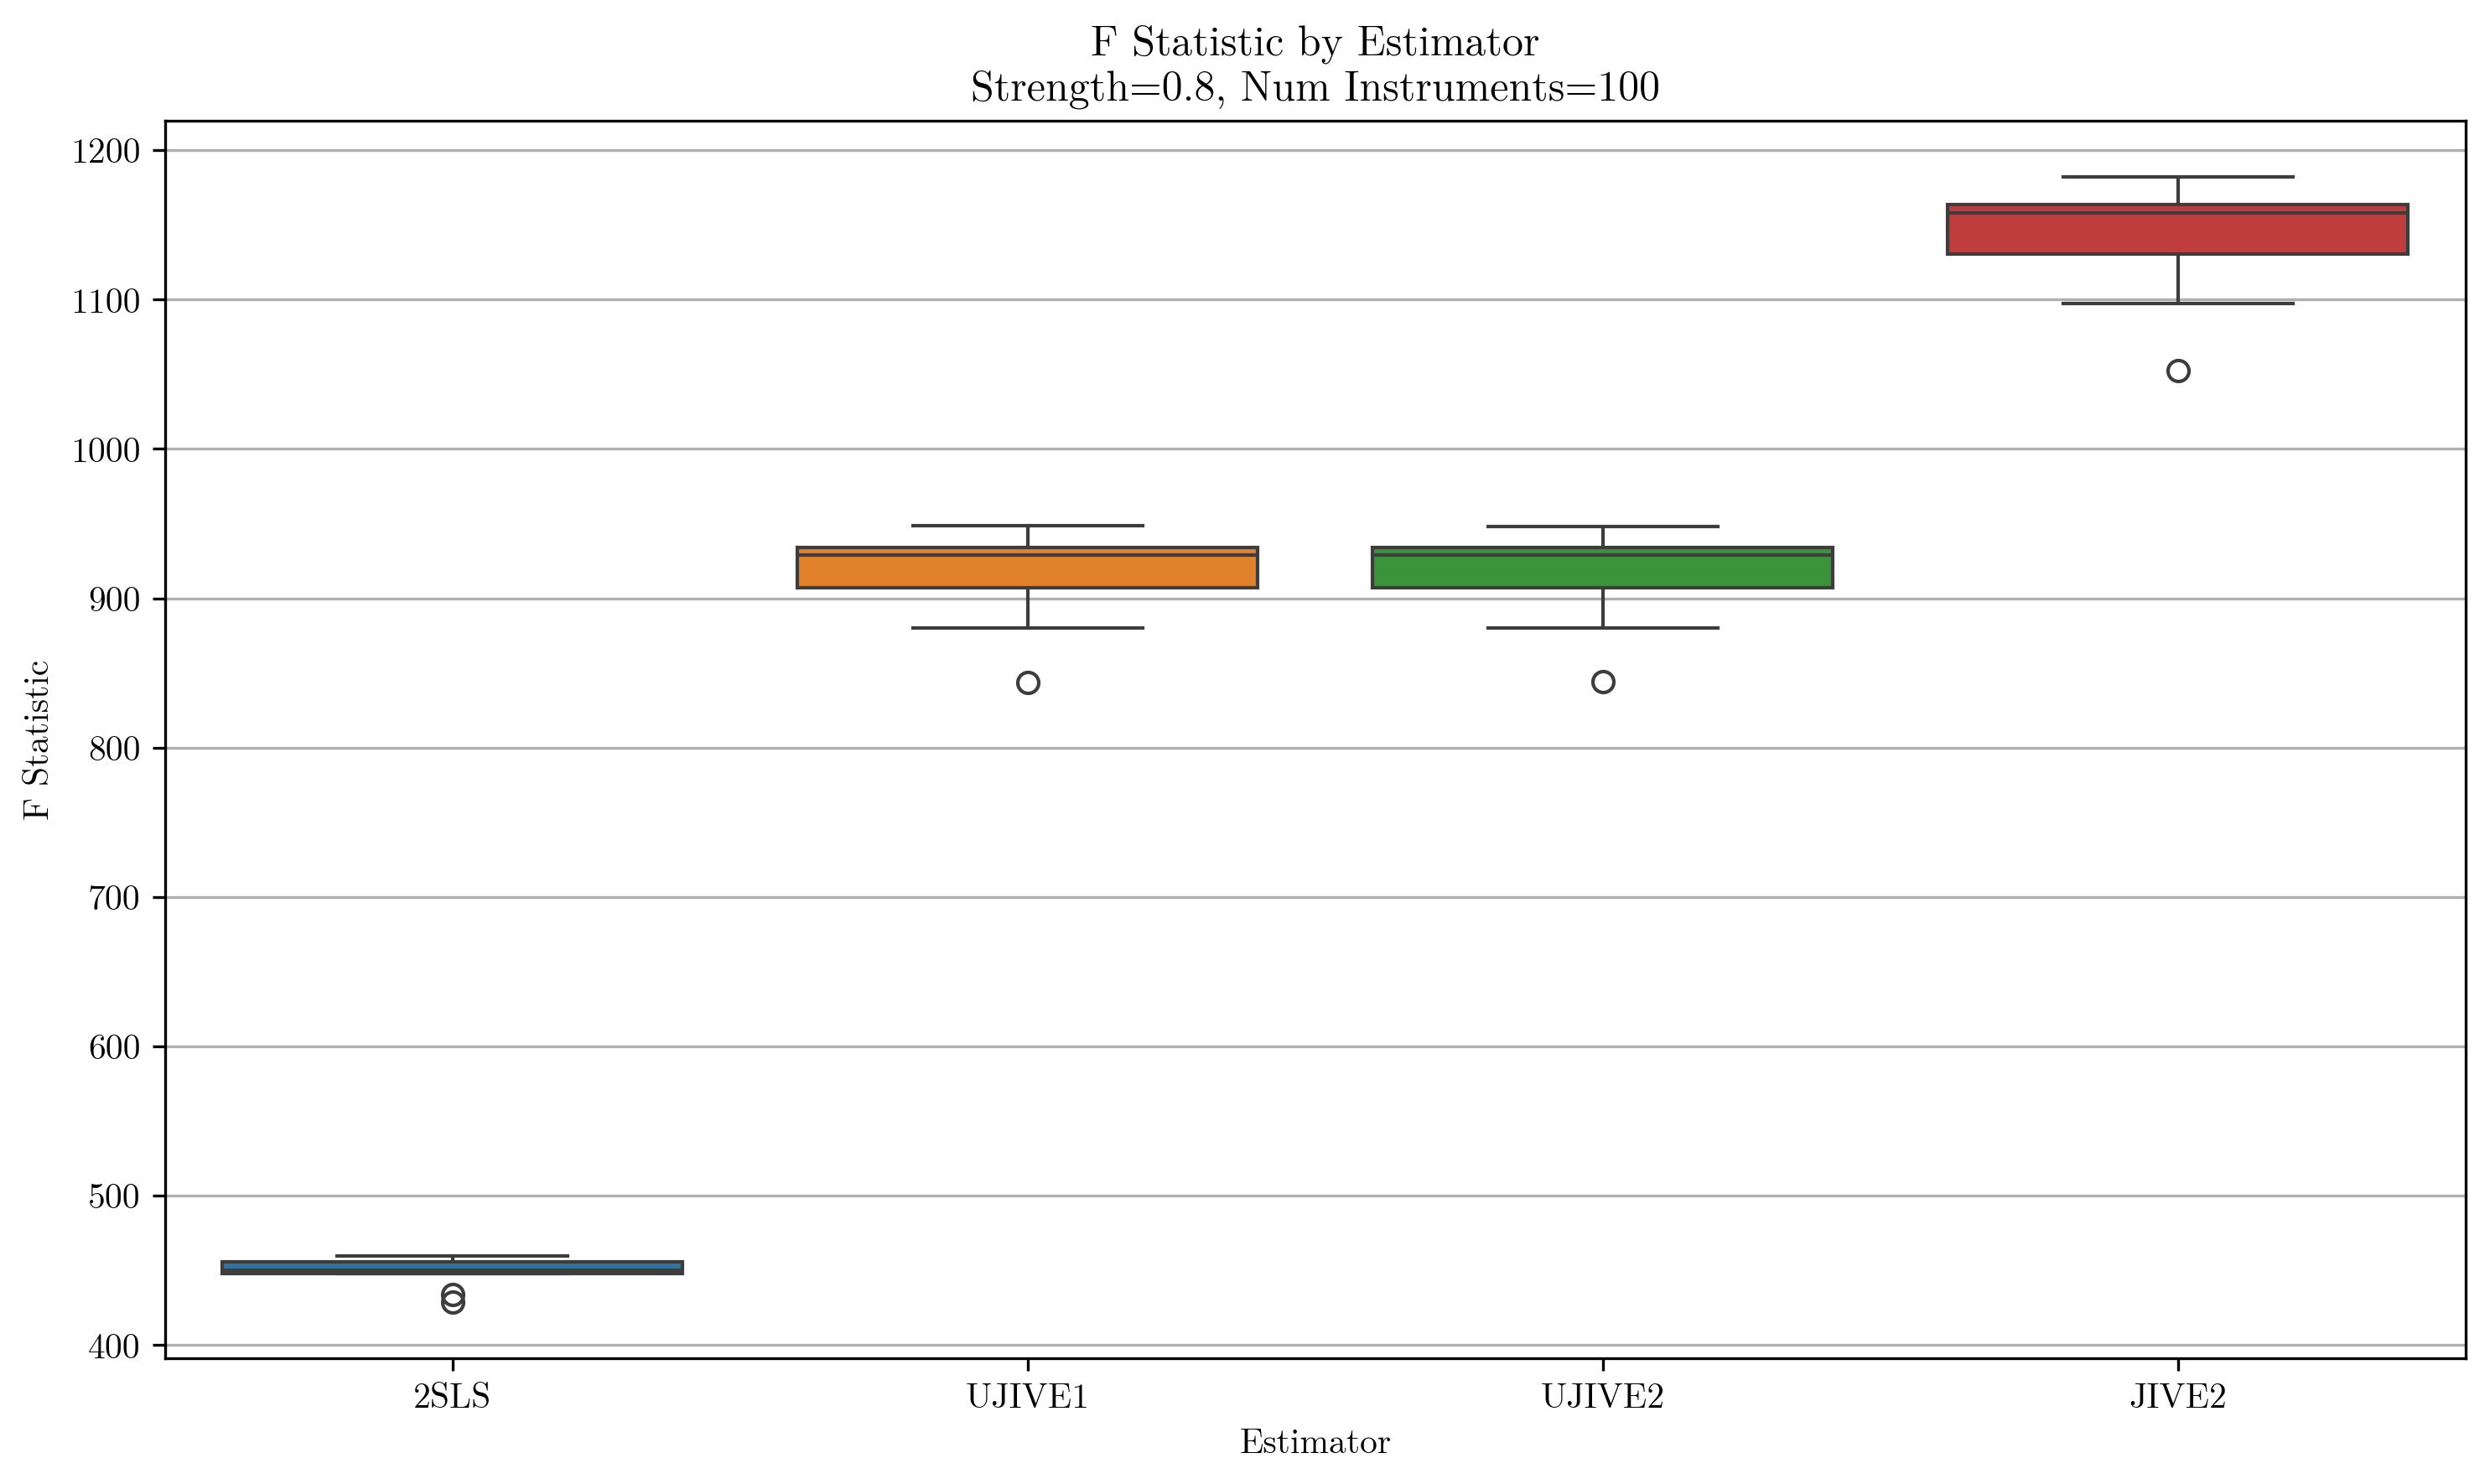 F Statistic by Estimator
Strength=0.8, Num Instruments=100
1200
1100
1000
900
800
700
600
500
400
F Statistic
2SLS UJIVE1 UJIVE2 JIVE2
Estimator